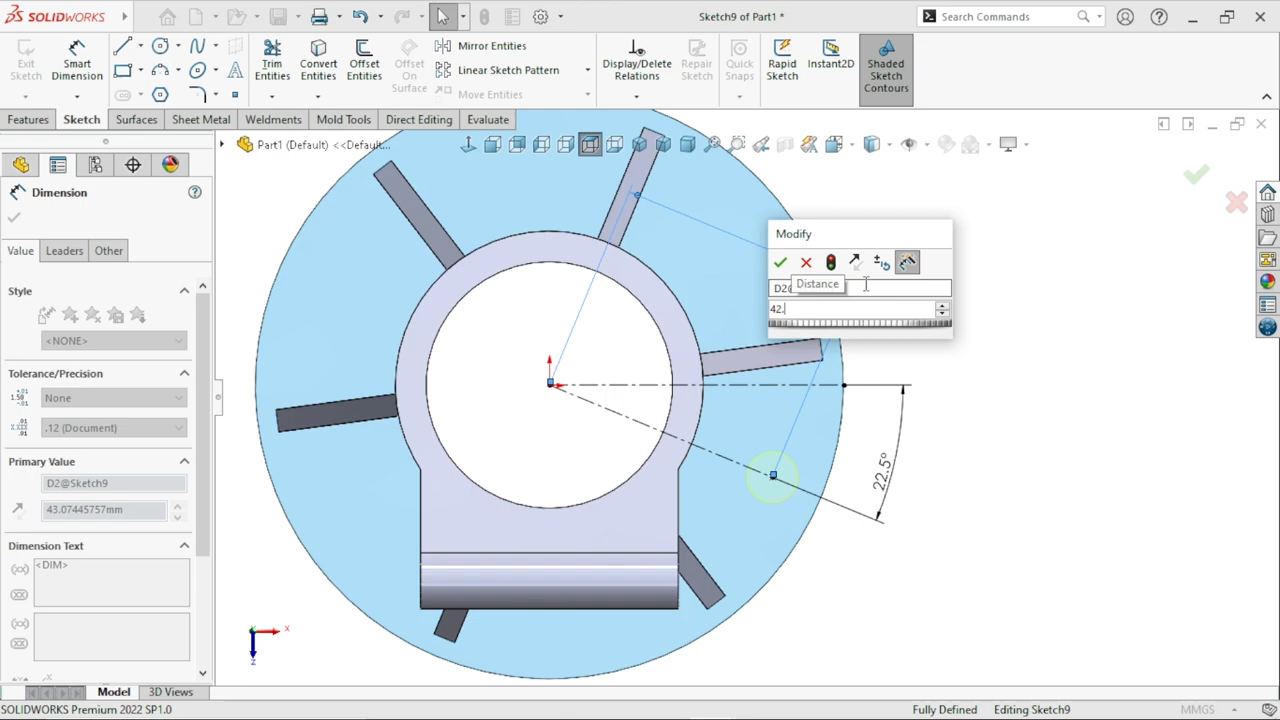 SOLIDWORKS
Sketch9 of Part1 *
Search Commands
Exit Sketch
Smart Dimension
Trim Entities
Convert Entities
Offset Entities
Offset On Surface
Mirror Entities
Linear Sketch Pattern
Move Entities
Display/Delete Relations
Repair Sketch
Quick Snaps
Rapid Sketch
Instant2D
Shaded Sketch Contours
Features
Sketch
Surfaces
Sheet Metal
Weldments
Mold Tools
Direct Editing
Evaluate
Part1 (Default) <<Default...
Dimension
Value
Leaders
Other
Style
<NONE>
Tolerance/Precision
None
.12 (Document)
Primary Value
D2@Sketch9
43.07445757mm
Dimension Text
<DIM>
Modify
Distance
42.
22.5°
X
Z
Model
3D Views
SOLIDWORKS Premium 2022 SP1.0
Fully Defined
Editing Sketch9
MMGS